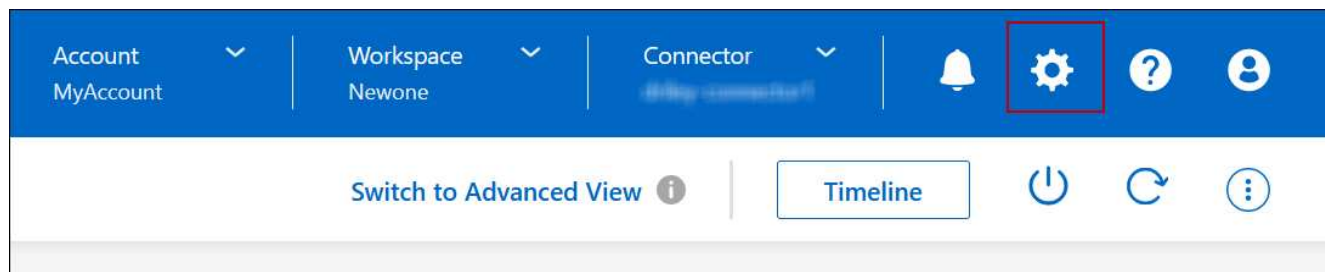 Account
MyAccount
Workspace
Newone
Connector
Switch to Advanced View
Timeline